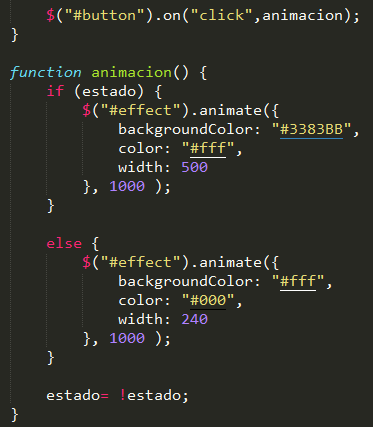 $("#button").on("click",animacion);
}
function animacion() {
if (estado) {
$("#effect").animate({
backgroundColor: "#3383BB",
color: "#fff",
width: 500
}, 1000 );
}
else {
$("#effect").animate({
backgroundColor: "#fff",
color: "#000",
width: 240
}, 1000 );
}
estado= !estado;
}